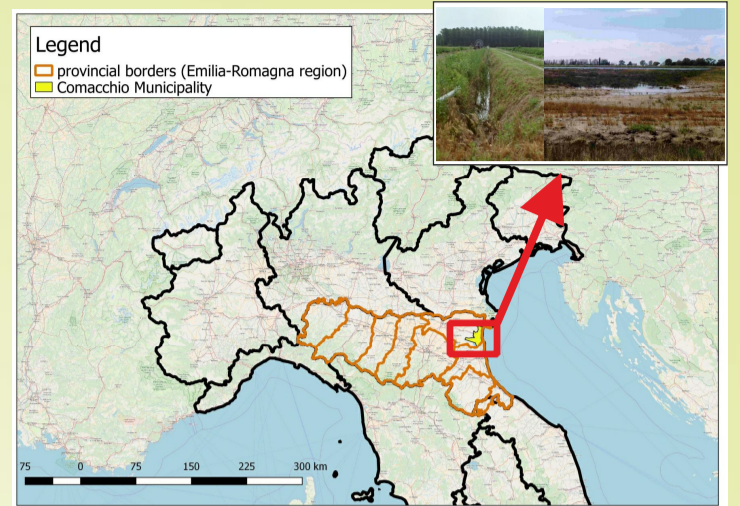 Legend
provincial borders (Emilia-Romagna region)
Comacchio Municipality
75 0 75 150 225 300 km